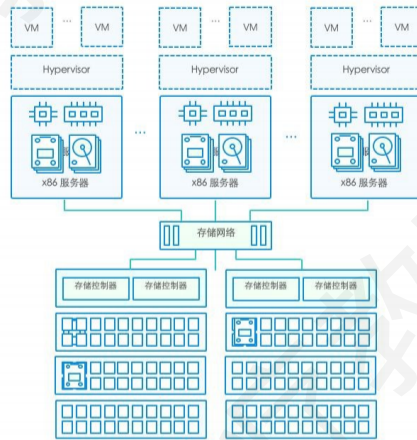 VM ... VM VM ... VM VM ... VM
Hypervisor Hypervisor Hypervisor
... ...
x86 服务器 x86 服务器 x86 服务器
存储网络
存储控制器 存储控制器 存储控制器 存储控制器